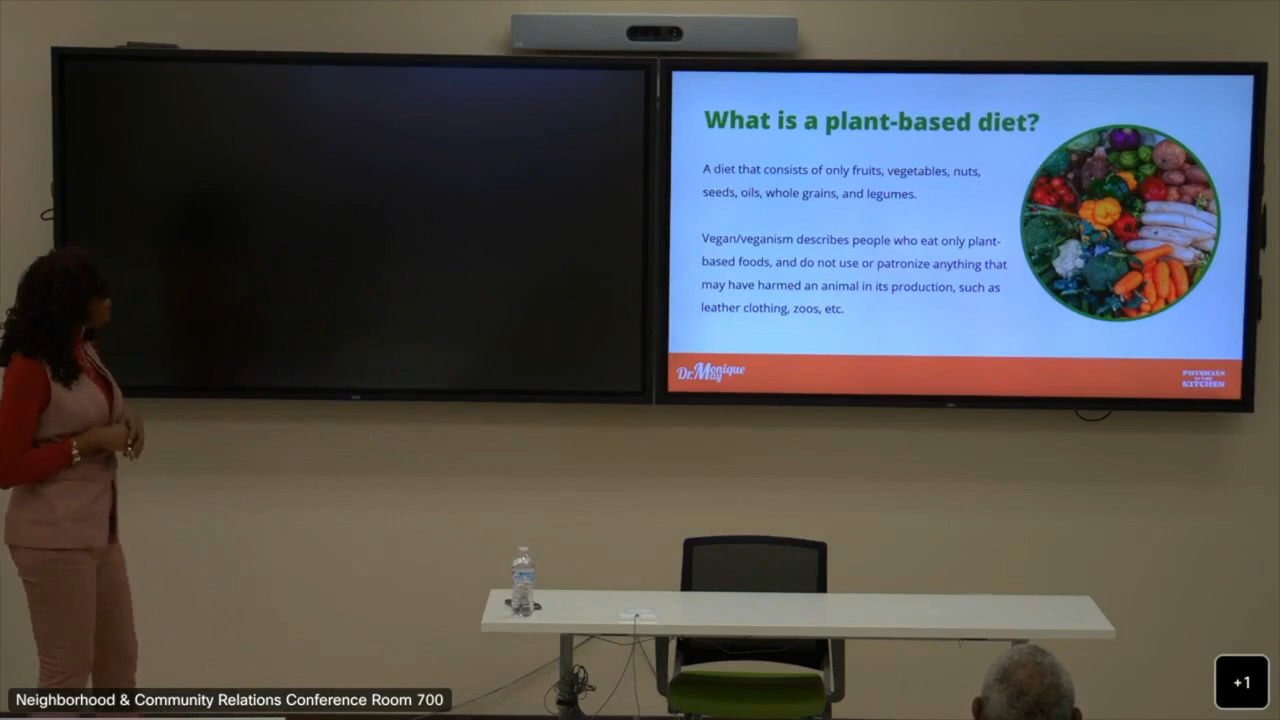 What is a plant-based diet?
A diet that consists of only fruits, vegetables, nuts,
seeds, oils, whole grains, and legumes.
Vegan/veganism describes people who eat only plant-
based foods, and do not use or patronize anything that
may have harmed an animal in its production, such as
leather clothing, zoos, etc.
Dr. Monique
May
PHYSICIAN
KITCHEN
Neighborhood & Community Relations Conference Room 700
+1